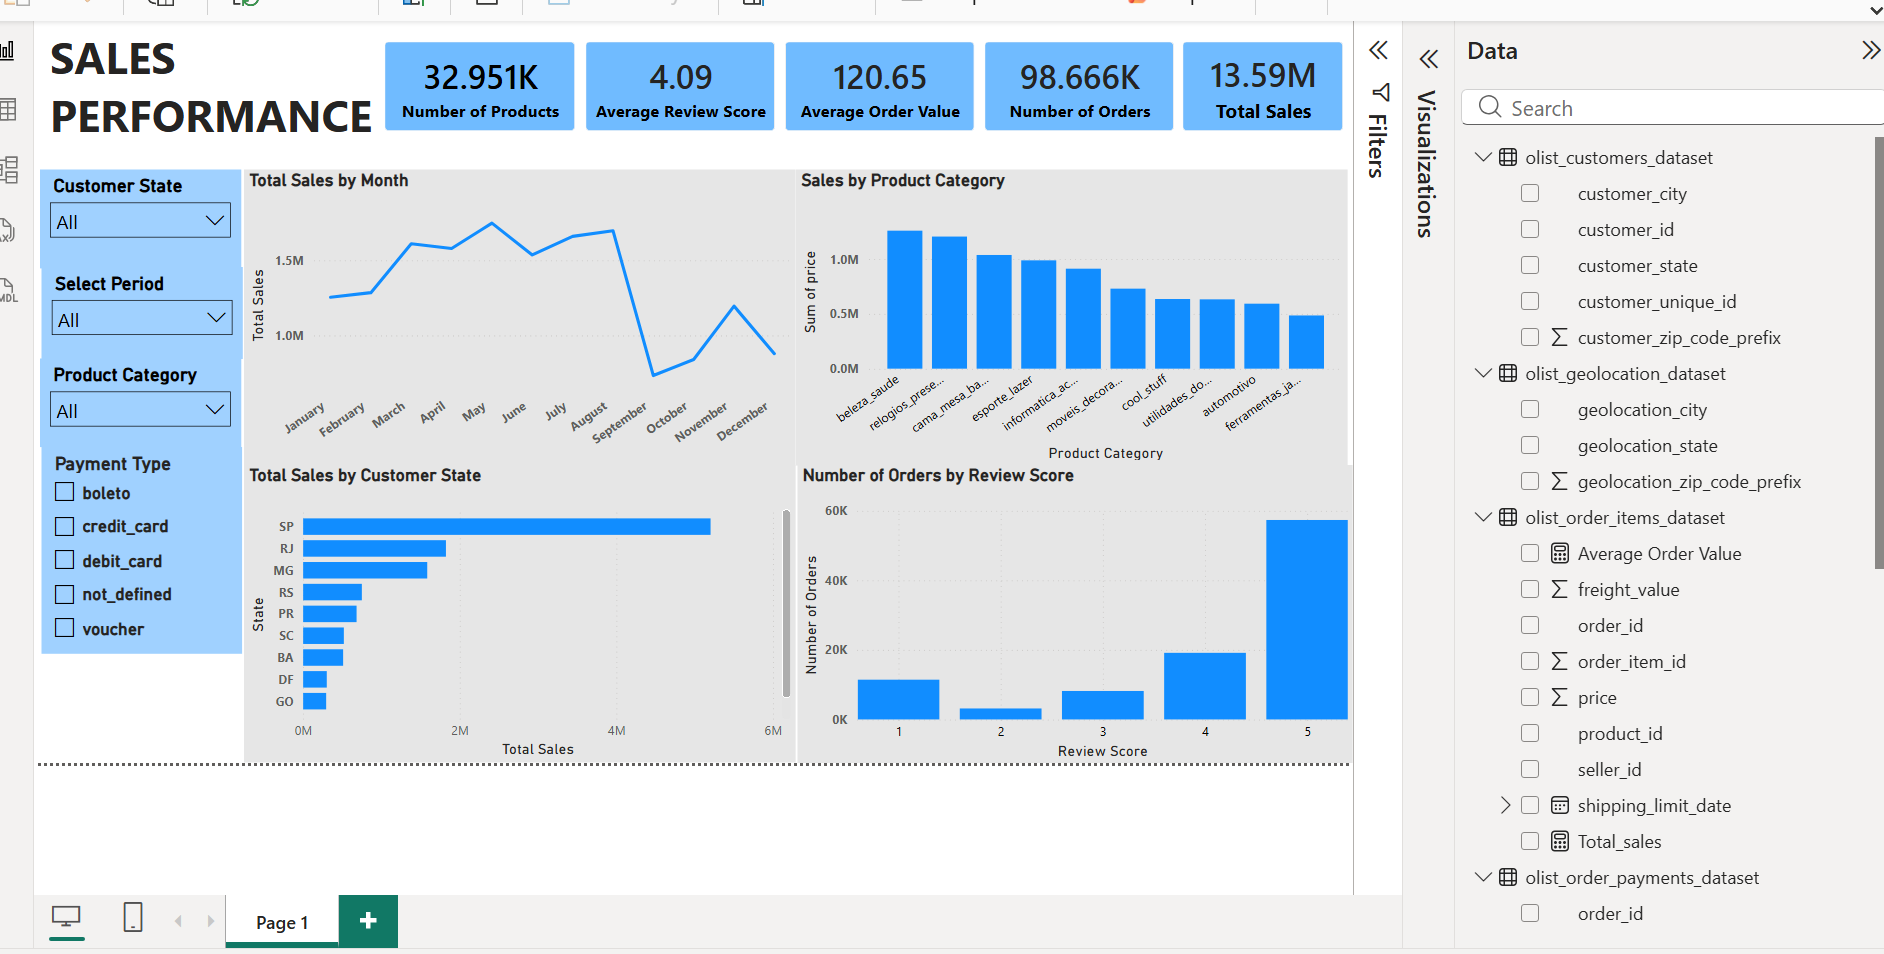 SALES
PERFORMANCE
32.951K
Number of Products
4.09
Average Review Score
120.65
Average Order Value
98.666K
Number of Orders
13.59M
Total Sales
Customer State
All
Select Period
All
Product Category
All
Payment Type
boleto
credit_card
debit_card
not_defined
voucher
Total Sales by Month
Total Sales
1.5M
1.0M
January
February
March
April
May
June
July
August
September
October
November
December
Sales by Product Category
Sum of price
1.0M
0.5M
0.0M
beleza_saude
relogios_prese...
cama_mesa_ba...
esporte_lazer
informatica_ac...
moveis_decora...
cool_stuff
utilidades_do...
automotivo
ferramentas_ja...
Product Category
Total Sales by Customer State
State
SP
RJ
MG
RS
PR
SC
BA
DF
GO
0M
2M
4M
6M
Total Sales
Number of Orders by Review Score
Number of Orders
60K
40K
20K
0K
1
2
3
4
5
Review Score
Page 1
Filters
Visualizations
Data
Search
olist_customers_dataset
customer_city
customer_id
customer_state
customer_unique_id
customer_zip_code_prefix
olist_geolocation_dataset
geolocation_city
geolocation_state
geolocation_zip_code_prefix
olist_order_items_dataset
Average Order Value
freight_value
order_id
order_item_id
price
product_id
seller_id
shipping_limit_date
Total_sales
olist_order_payments_dataset
order_id